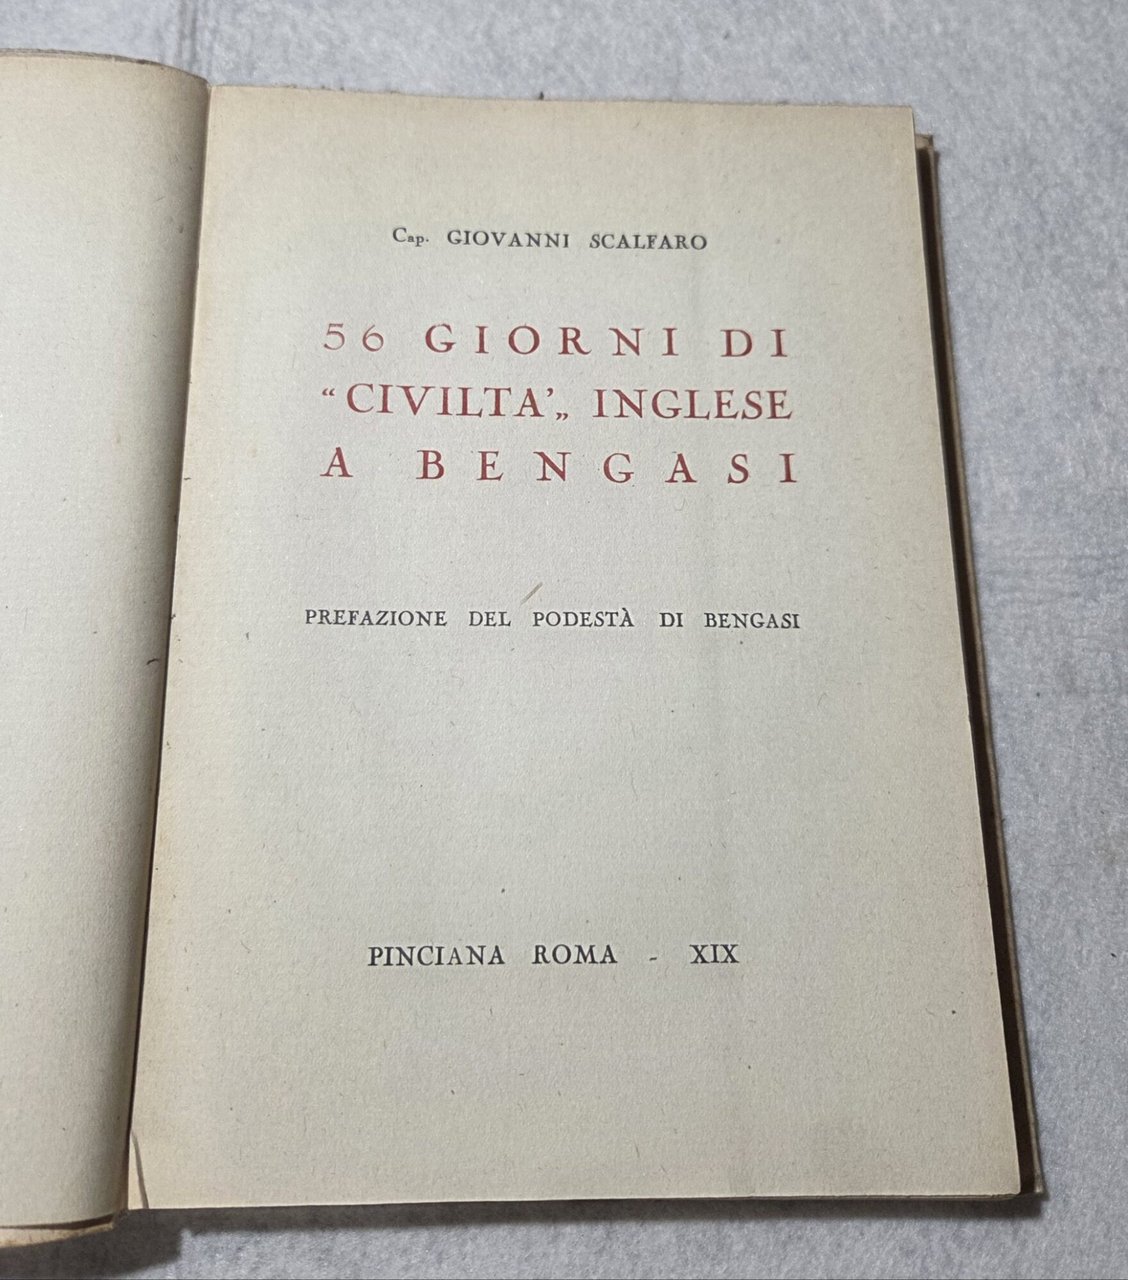 Cap. GIOVANNI SCALFARO
56 GIORNI DI
“CIVILTA'„ INGLESE
A BENGASI
PREFAZIONE DEL PODESTÀ DI BENGASI
PINCIANA ROMA - XIX